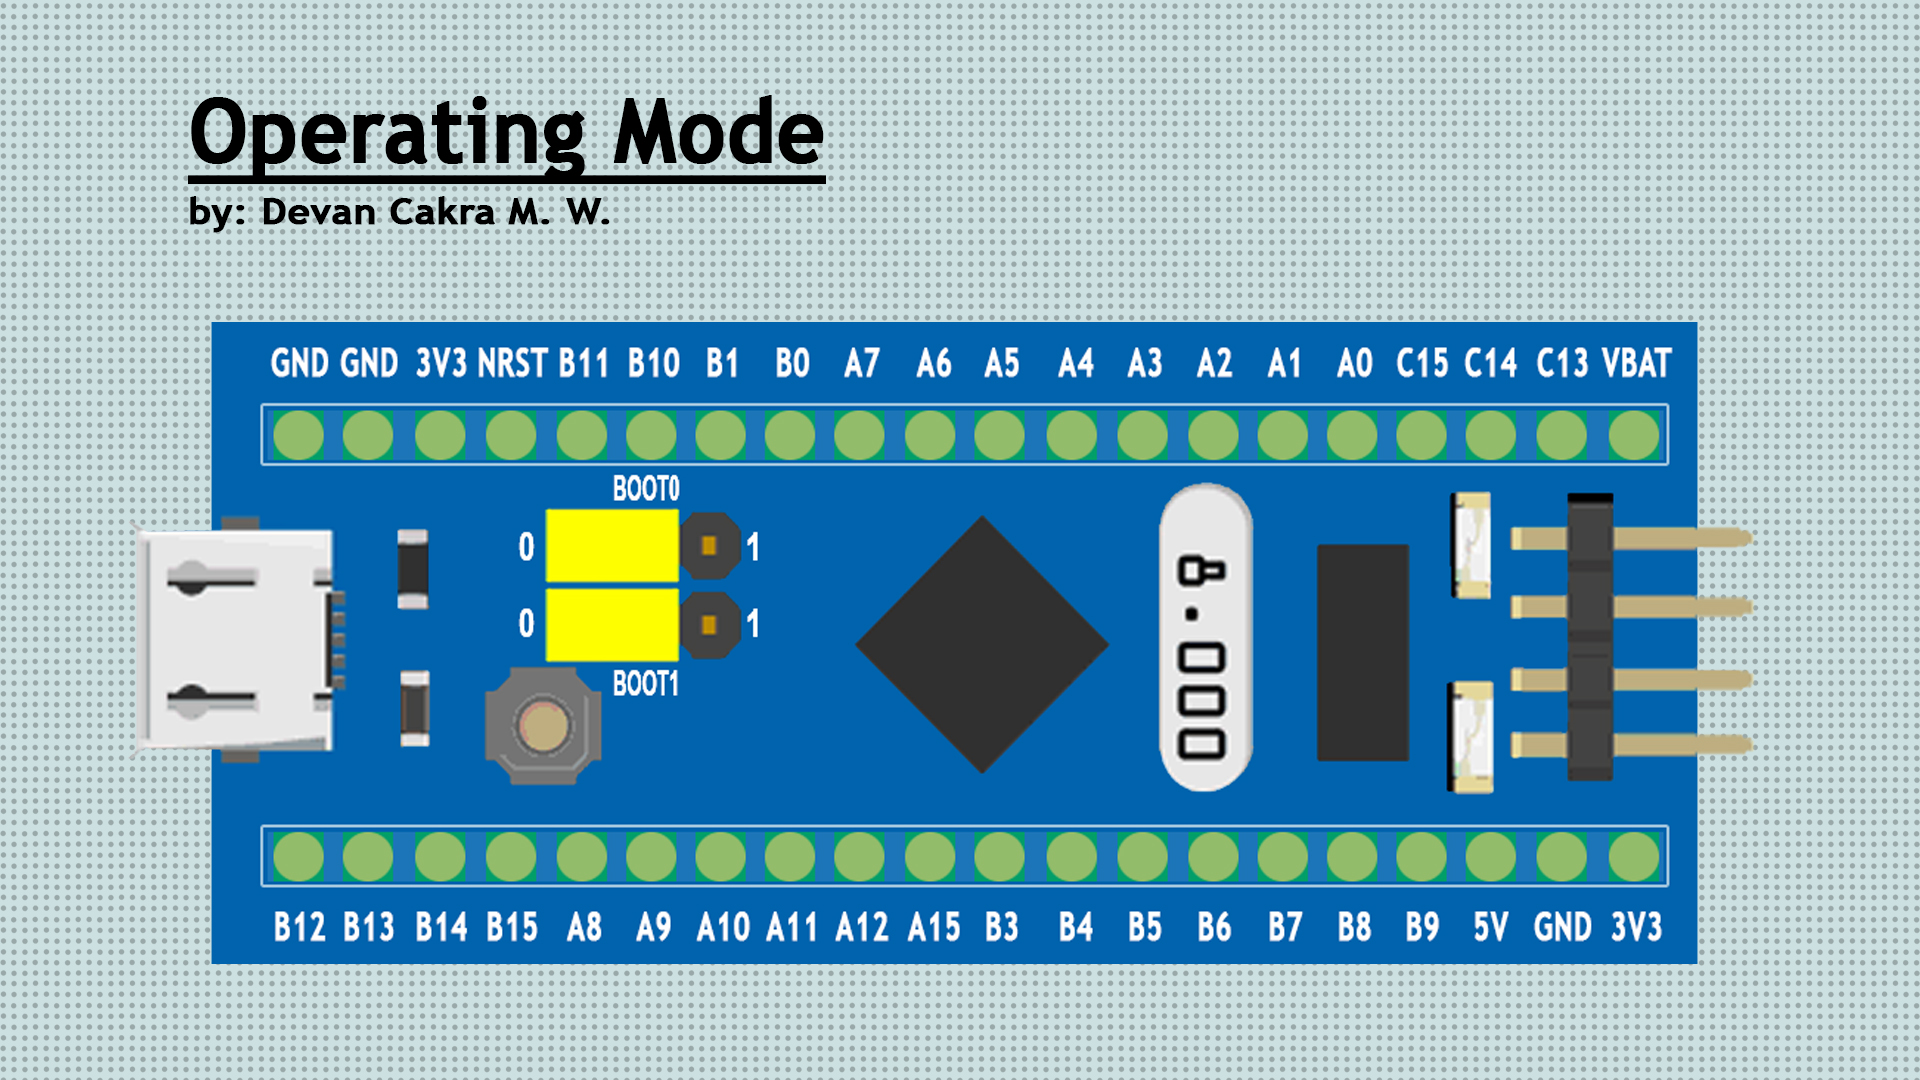 Operating Mode
by: Devan Cakra M. W.
GND GND 3V3 NRST B11 B10 B1 B0 A7 A6 A5 A4 A3 A2 A1 A0 C15 C14 C13 VBAT
BOOT0
0 1
0 1
BOOT1
8.000
B12 B13 B14 B15 A8 A9 A10 A11 A12 A15 B3 B4 B5 B6 B7 B8 B9 5V GND 3V3